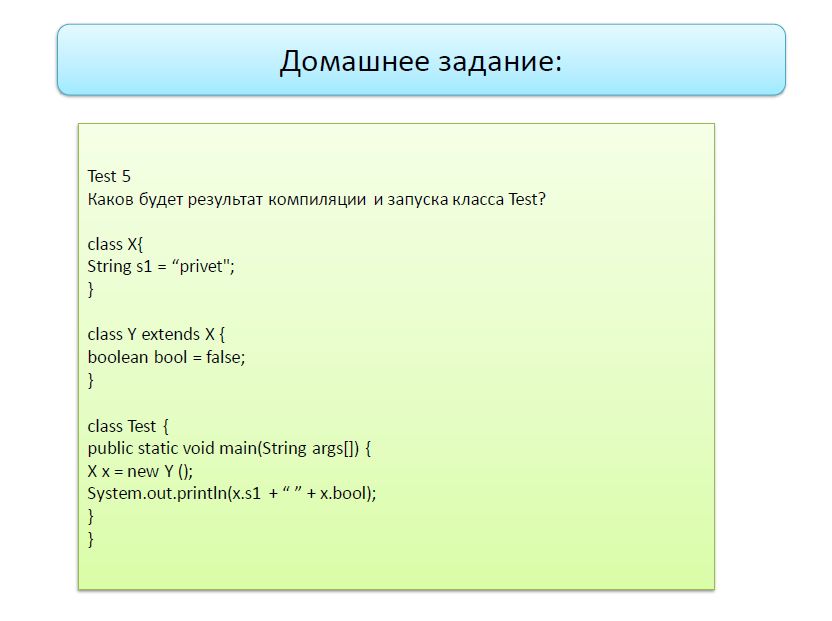 Домашнее задание:
Test 5
Каков будет результат компиляции и запуска класса Test?
class X{
String s1 = “privet";
}
class Y extends X {
boolean bool = false;
}
class Test {
public static void main(String args[]) {
X x = new Y ();
System.out.println(x.s1 + “ ” + x.bool);
}
}